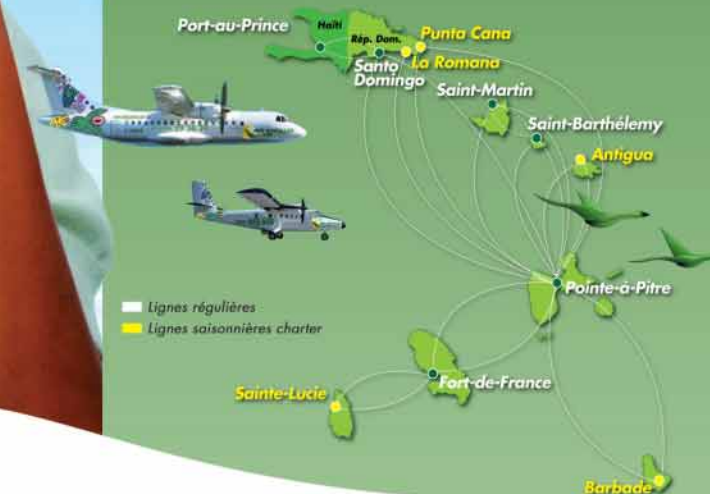 Port-au-Prince
Haïti
Rép. Dom.
Punta Cana
La Romana
Santo
Domingo
Saint-Martin
Saint-Barthélemy
Antigua
Pointe-à-Pitre
Lignes régulières
Lignes saisonnières charter
Fort-de-France
Sainte-Lucie
Barbade